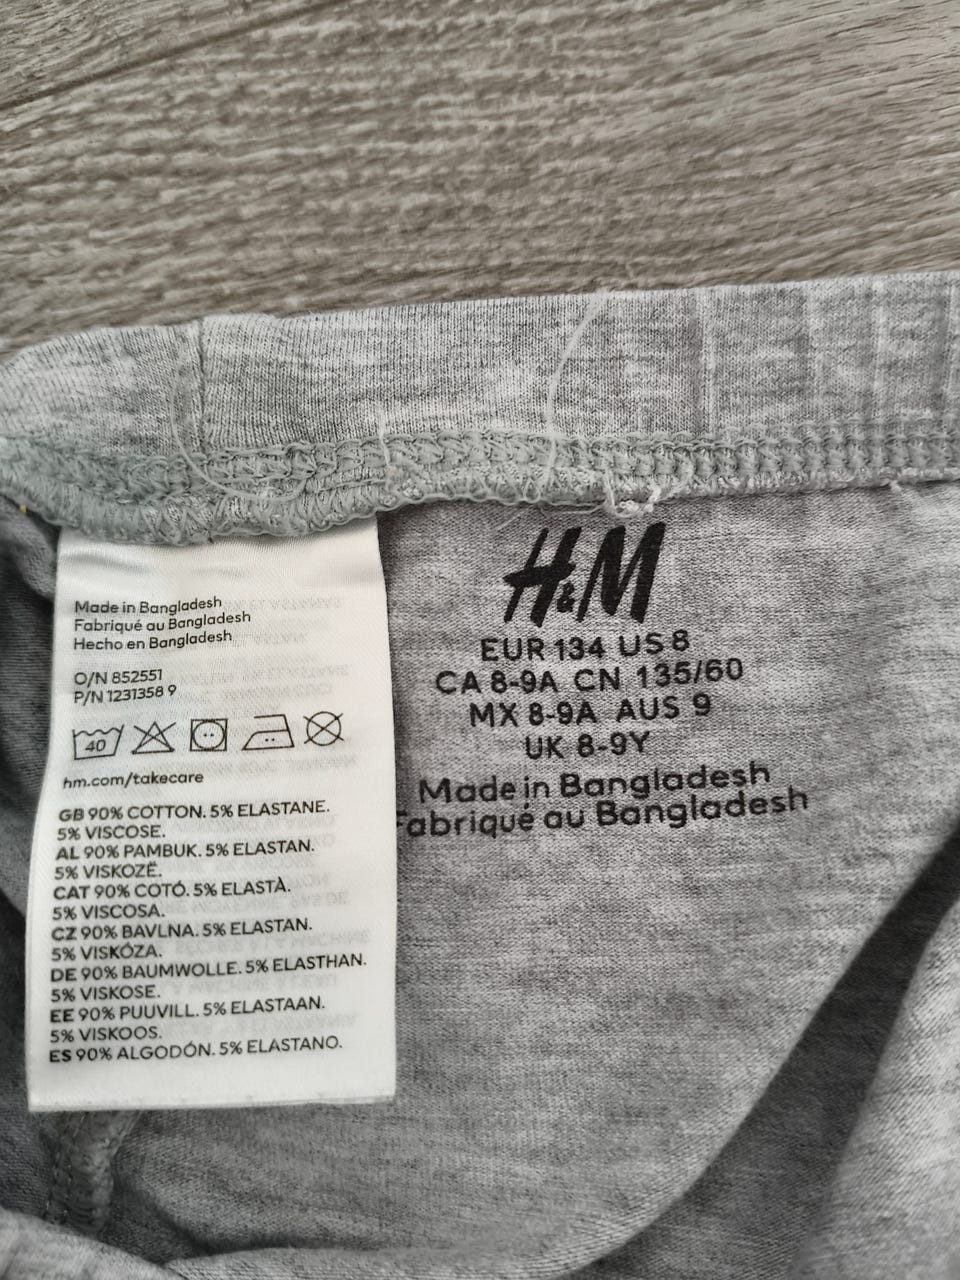 Made in Bangladesh
Fabriqué au Bangladesh
Hecho en Bangladesh
O/N 852551
P/N 1231358 9
40
hm.com/takecare
GB 90% COTTON. 5% ELASTANE.
5% VISCOSE.
AL 90% PAMBUK. 5% ELASTAN.
5% VISKOZË.
CAT 90% COTÓ. 5% ELASTÀ.
5% VISCOSA.
CZ 90% BAVLNA. 5% ELASTAN.
5% VISKÓZA.
DE 90% BAUMWOLLE. 5% ELASTHAN.
5% VISKOSE.
EE 90% PUUVILL. 5% ELASTAAN.
5% VISKOOS.
ES 90% ALGODÓN. 5% ELASTANO.
H&M
EUR 134 US 8
CA 8-9A CN 135/60
MX 8-9A AUS 9
UK 8-9Y
Made in Bangladesh
Fabriqué au Bangladesh